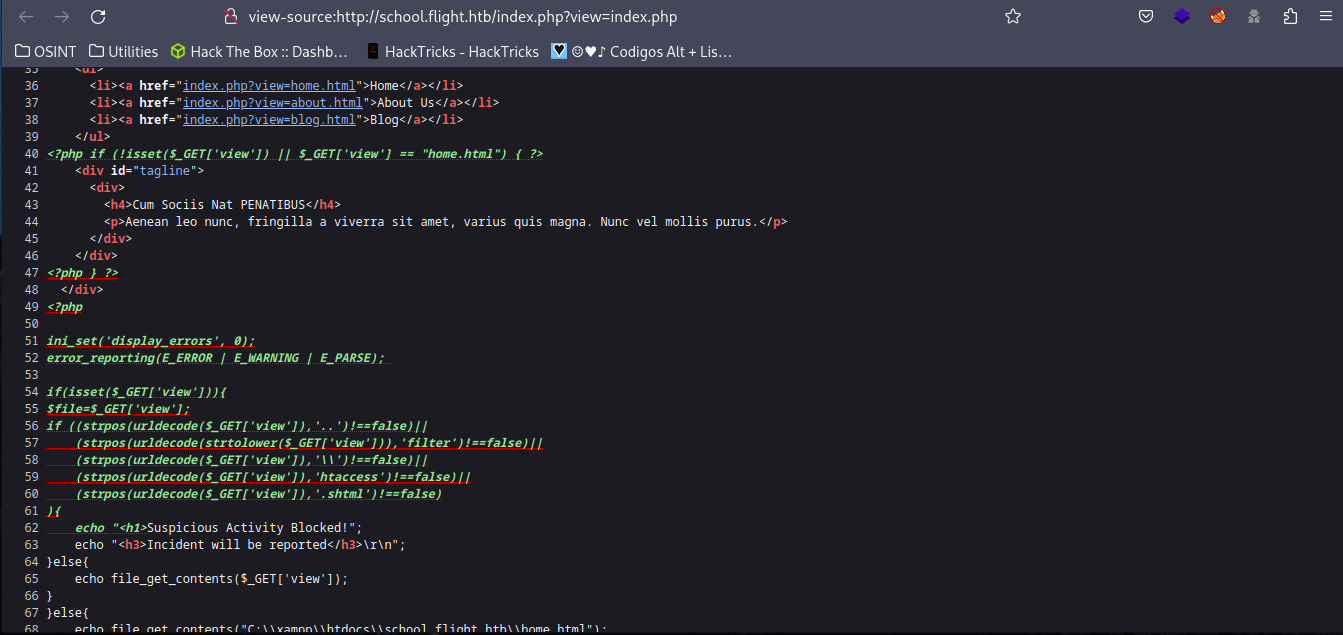 view-source:http://school.flight.htb/index.php?view=index.php
OSINT Utilities Hack The Box :: Dashb… HackTricks - HackTricks ☺♥♪ Codigos Alt + Lis…
35 <ul>
36 <li><a href="index.php?view=home.html">Home</a></li>
37 <li><a href="index.php?view=about.html">About Us</a></li>
38 <li><a href="index.php?view=blog.html">Blog</a></li>
39 </ul>
40 <?php if (!isset($_GET['view']) || $_GET['view'] == "home.html") { ?>
41 <div id="tagline">
42 <div>
43 <h4>Cum Sociis Nat PENATIBUS</h4>
44 <p>Aenean leo nunc, fringilla a viverra sit amet, varius quis magna. Nunc vel mollis purus.</p>
45 </div>
46 </div>
47 <?php } ?>
48 </div>
49 <?php
50
51 ini_set('display_errors', 0);
52 error_reporting(E_ERROR | E_WARNING | E_PARSE);
53
54 if(isset($_GET['view'])){
55 $file=$_GET['view'];
56 if ((strpos(urldecode($_GET['view']),'..')!==false)||
57 (strpos(urldecode(strtolower($_GET['view'])),'filter')!==false)||
58 (strpos(urldecode($_GET['view']),'\\')!==false)||
59 (strpos(urldecode($_GET['view']),'htaccess')!==false)||
60 (strpos(urldecode($_GET['view']),'.shtml')!==false)
61 ){
62 echo "<h1>Suspicious Activity Blocked!";
63 echo "<h3>Incident will be reported</h3>\r\n";
64 }else{
65 echo file_get_contents($_GET['view']);
66 }
67 }else{
68 echo file_get_contents("C:\\xampp\\htdocs\\school.flight.htb\\home.html");